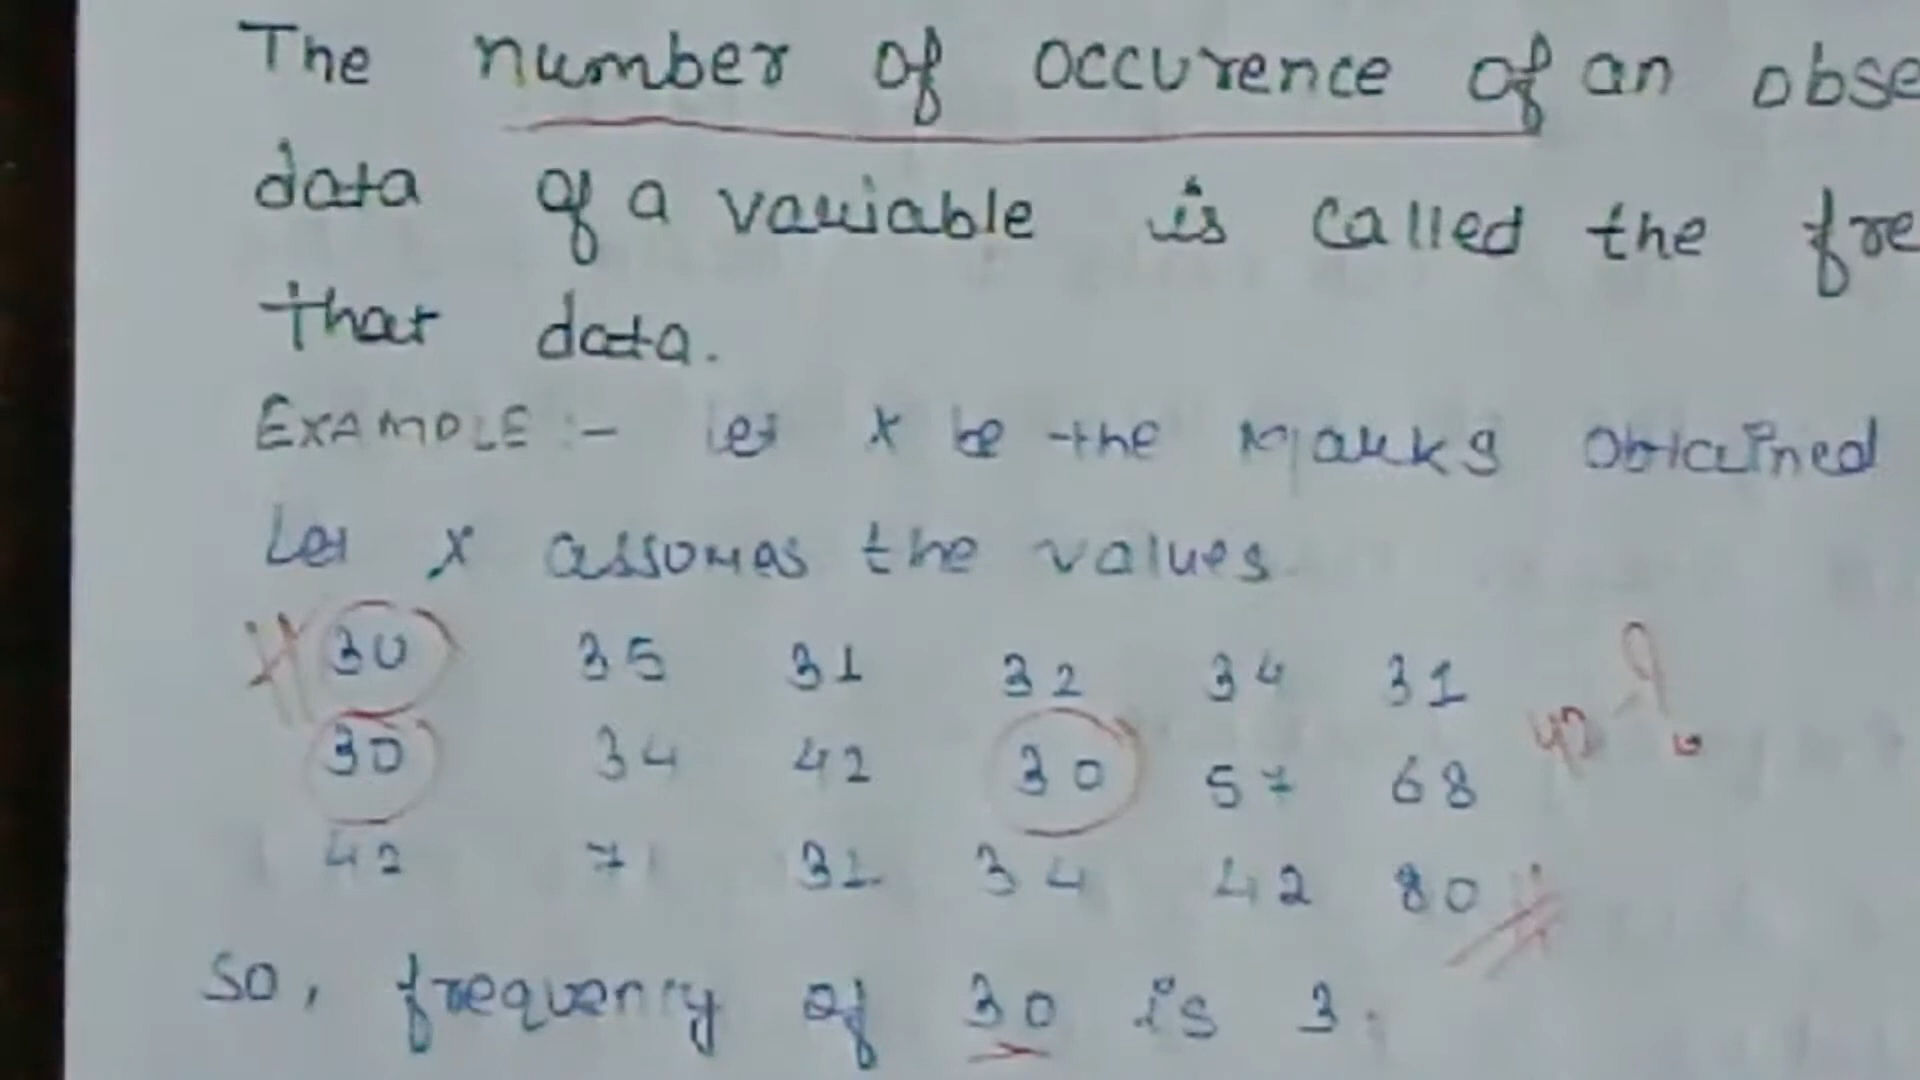 The number of occurence of an obse
data of a variable is called the fre
that data.
EXAMPLE :- let x be the Marks obtained
Let x assumes the values
30 35 31 32 34 31
30 34 42 30 57 68
42 71 31 34 42 80
42
So, frequency of 30 is 3.